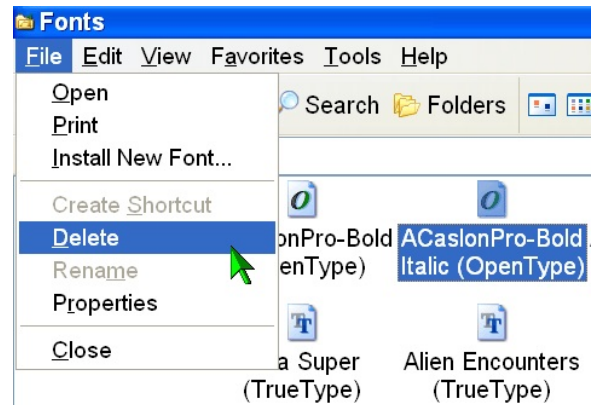 Fonts
File Edit View Favorites Tools Help
Open
Print
Install New Font...
Search Folders
Create Shortcut
Delete
Rename
Properties
Close
onPro-Bold
enType)
ACaslonPro-Bold
Italic (OpenType)
a Super
(TrueType)
Alien Encounters
(TrueType)